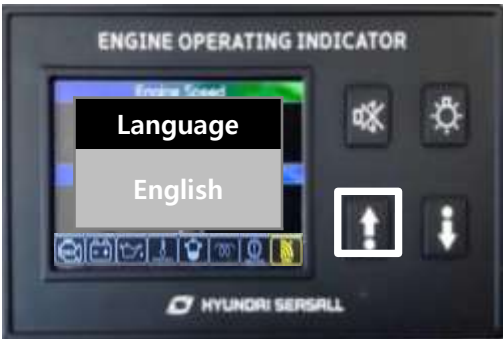 ENGINE OPERATING INDICATOR
Engine Speed
Language
English
HYUNDAI SEASALL